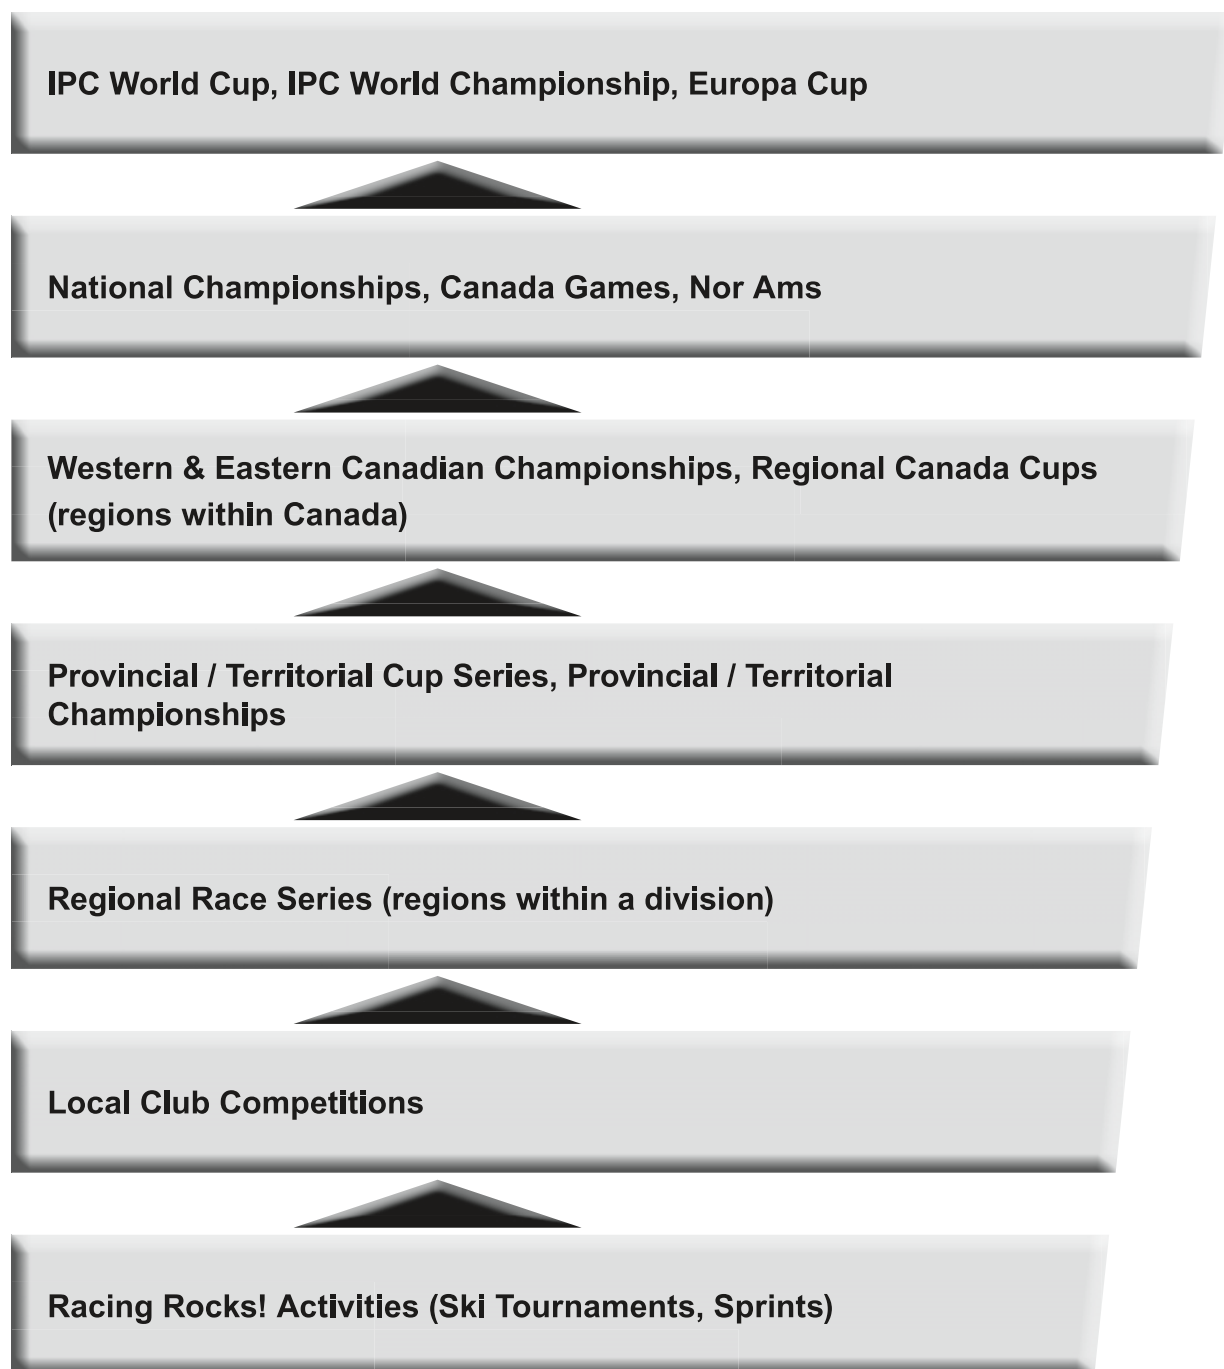 IPC World Cup, IPC World Championship, Europa Cup
National Championships, Canada Games, Nor Ams
Western & Eastern Canadian Championships, Regional Canada Cups
(regions within Canada)
Provincial / Territorial Cup Series, Provincial / Territorial
Championships
Regional Race Series (regions within a division)
Local Club Competitions
Racing Rocks! Activities (Ski Tournaments, Sprints)